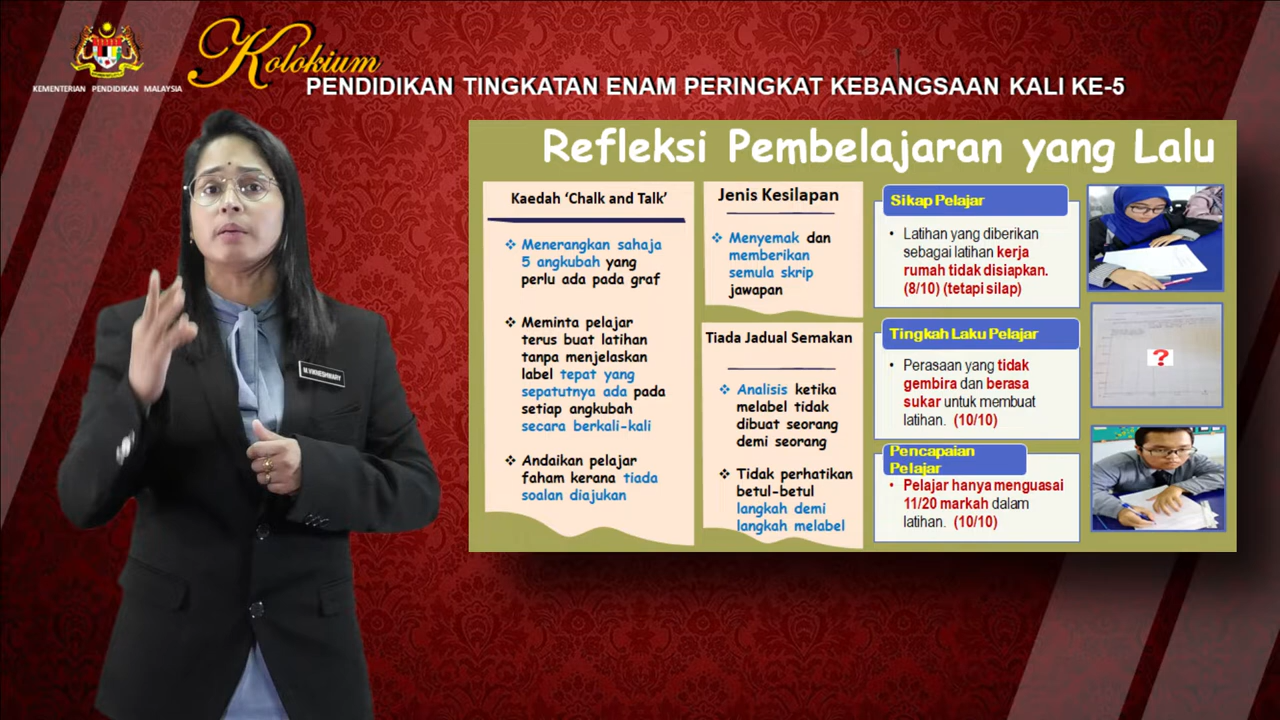 Kolokium
KEMENTERIAN PENDIDIKAN MALAYSIA
PENDIDIKAN TINGKATAN ENAM PERINGKAT KEBANGSAAN KALI KE-5
Refleksi Pembelajaran yang Lalu
Kaedah ‘Chalk and Talk’
❖ Menerangkan sahaja
5 angkubah yang
perlu ada pada graf
❖ Meminta pelajar
terus buat latihan
tanpa menjelaskan
label tepat yang
sepatutnya ada pada
setiap angkubah
secara berkali-kali
❖ Andaikan pelajar
faham kerana tiada
soalan diajukan
Jenis Kesilapan
❖ Menyemak dan
memberikan
semula skrip
jawapan
Tiada Jadual Semakan
❖ Analisis ketika
melabel tidak
dibuat seorang
demi seorang
❖ Tidak perhatikan
betul-betul
langkah demi
langkah melabel
Sikap Pelajar
• Latihan yang diberikan
sebagai latihan kerja
rumah tidak disiapkan.
(8/10) (tetapi silap)
Tingkah Laku Pelajar
• Perasaan yang tidak
gembira dan berasa
sukar untuk membuat
latihan. (10/10)
Pencapaian
Pelajar
• Pelajar hanya menguasai
11/20 markah dalam
latihan. (10/10)
?
M.VIKNESHWARY